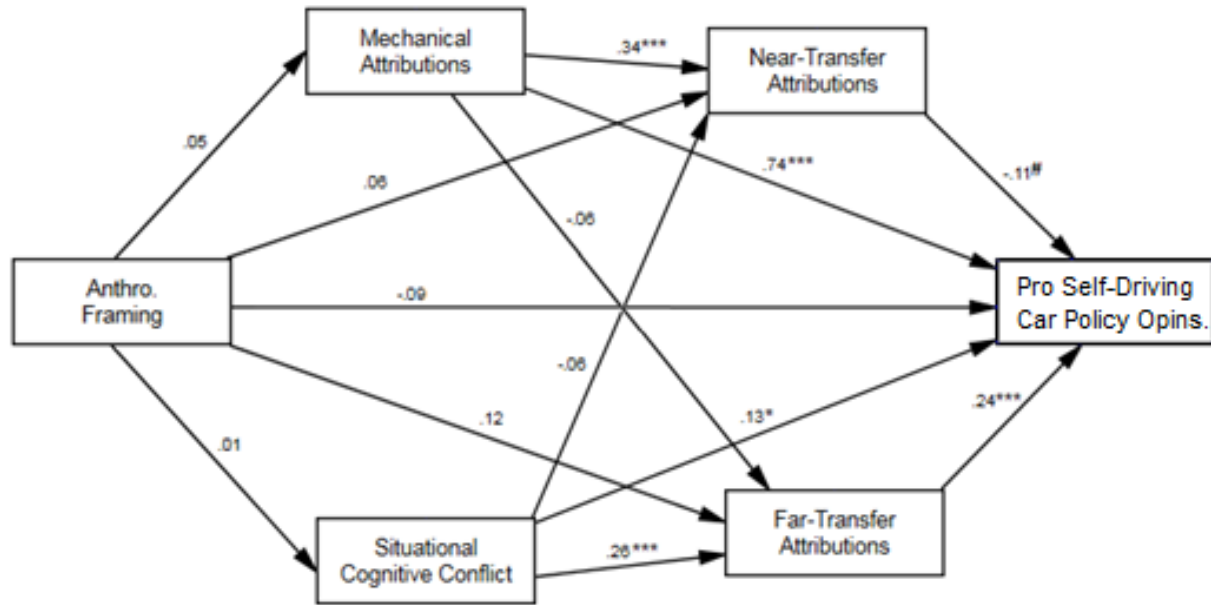 Mechanical
Attributions
.34***
Near-Transfer
Attributions
.05
.06
.74***
-.11#
-.06
Anthro.
Framing
-.09
Pro Self-Driving
Car Policy Opins.
-.06
.12
.13*
.24***
.01
Situational
Cognitive Conflict
.26***
Far-Transfer
Attributions